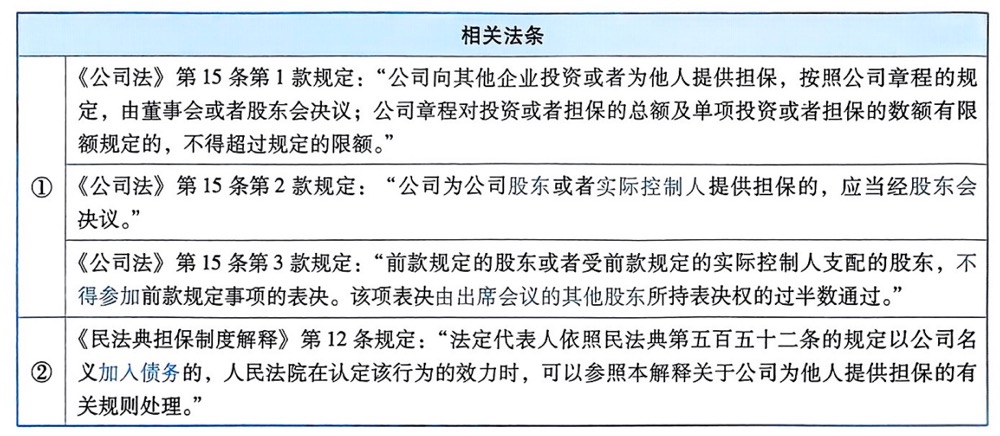 相关法条
①
《公司法》第15条第1款规定：“公司向其他企业投资或者为他人提供担保，按照公司章程的规
定，由董事会或者股东会决议；公司章程对投资或者担保的总额及单项投资或者担保的数额有限
额规定的，不得超过规定的限额。”
《公司法》第15条第2款规定：“公司为公司股东或者实际控制人提供担保的，应当经股东会
决议。”
《公司法》第15条第3款规定：“前款规定的股东或者受前款规定的实际控制人支配的股东，不
得参加前款规定事项的表决。该项表决由出席会议的其他股东所持表决权的过半数通过。”
②
《民法典担保制度解释》第12条规定：“法定代表人依照民法典第五百五十二条的规定以公司名
义加入债务的，人民法院在认定该行为的效力时，可以参照本解释关于公司为他人提供担保的有
关规则处理。”